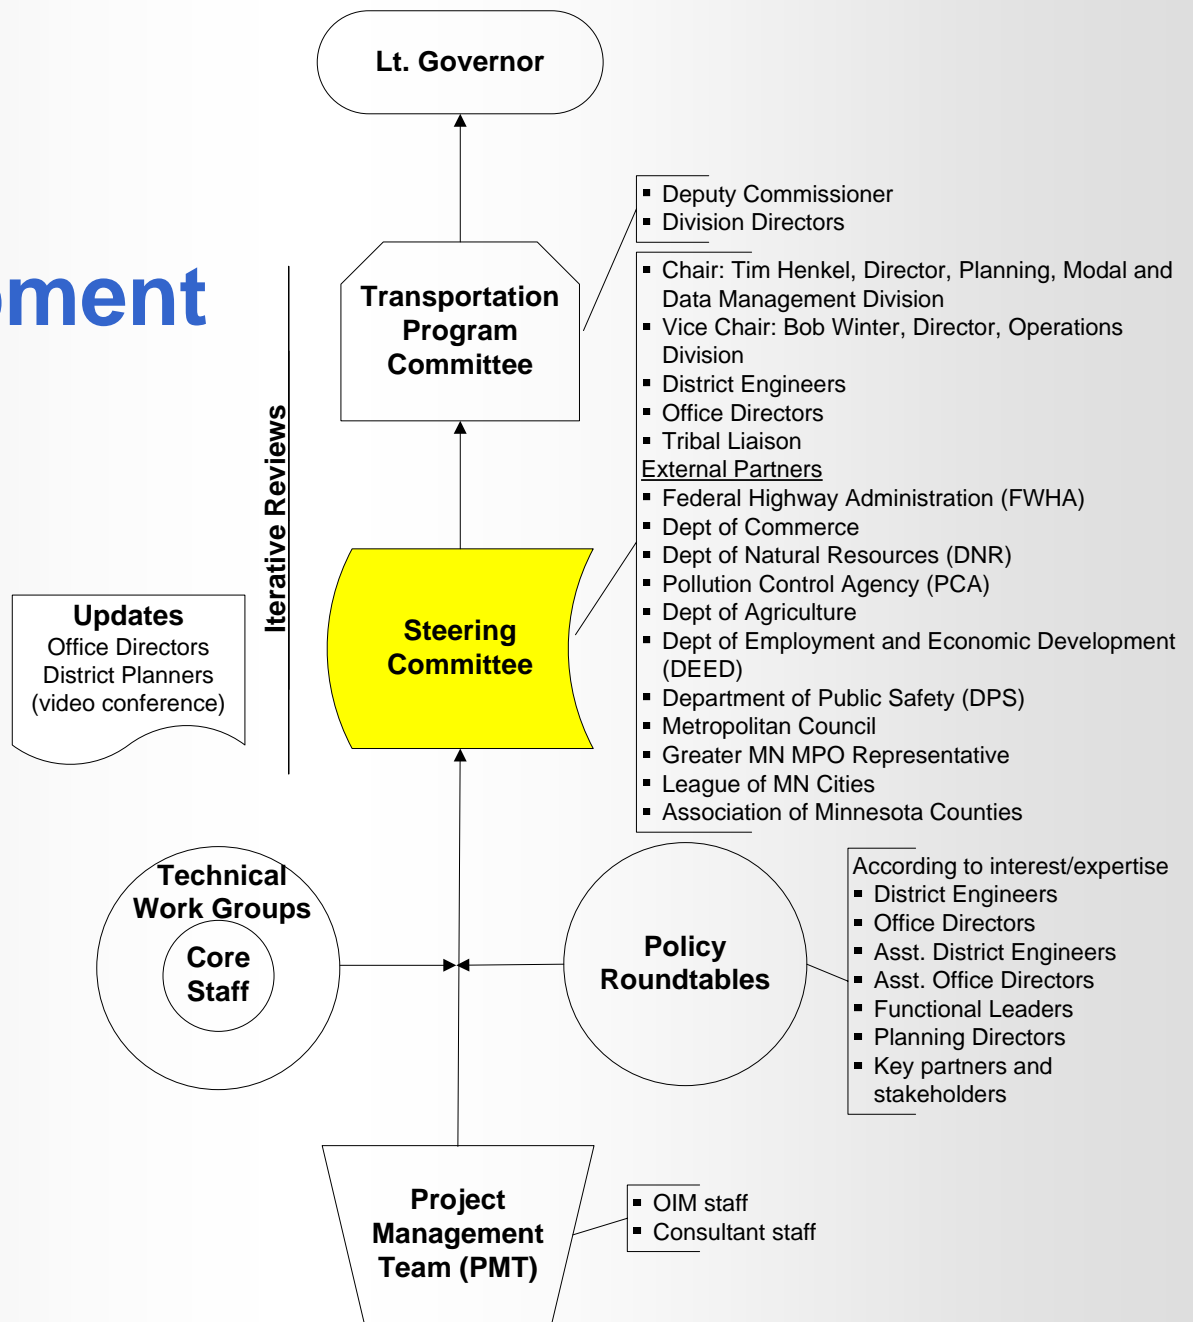 Lt. Governor
▪ Deputy Commissioner
▪ Division Directors
pment
Transportation
Program
Committee
▪ Chair: Tim Henkel, Director, Planning, Modal and
Data Management Division
▪ Vice Chair: Bob Winter, Director, Operations
Division
▪ District Engineers
▪ Office Directors
▪ Tribal Liaison
External Partners
▪ Federal Highway Administration (FWHA)
▪ Dept of Commerce
▪ Dept of Natural Resources (DNR)
▪ Pollution Control Agency (PCA)
▪ Dept of Agriculture
▪ Dept of Employment and Economic Development
(DEED)
▪ Department of Public Safety (DPS)
▪ Metropolitan Council
▪ Greater MN MPO Representative
▪ League of MN Cities
▪ Association of Minnesota Counties
Iterative Reviews
Updates
Office Directors
District Planners
(video conference)
Steering
Committee
Technical
Work Groups
Core
Staff
Policy
Roundtables
According to interest/expertise
▪ District Engineers
▪ Office Directors
▪ Asst. District Engineers
▪ Asst. Office Directors
▪ Functional Leaders
▪ Planning Directors
▪ Key partners and
stakeholders
Project
Management
Team (PMT)
▪ OIM staff
▪ Consultant staff